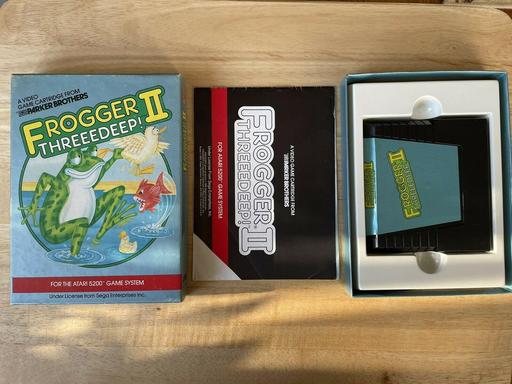 A VIDEO
GAME CARTRIDGE FROM
PARKER BROTHERS
FROGGER II
THREEEDEEP!
FOR THE ATARI 5200™ GAME SYSTEM
Under License from Sega Enterprises Inc.
A VIDEO GAME CARTRIDGE FROM
PARKER BROTHERS
FROGGER II
THREEEDEEP!
FOR ATARI 5200™ GAME SYSTEM
FROGGER II
THREEEDEEP!
FROGGER II